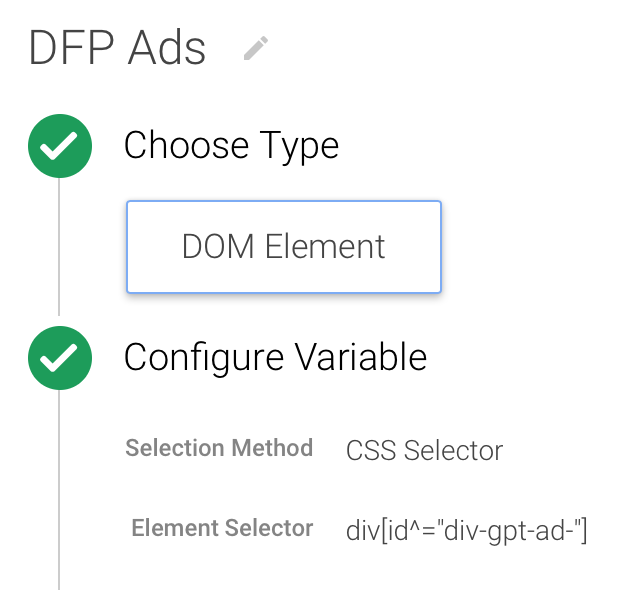 DFP Ads
Choose Type
DOM Element
Configure Variable
Selection Method CSS Selector
Element Selector div[id^="div-gpt-ad-"]